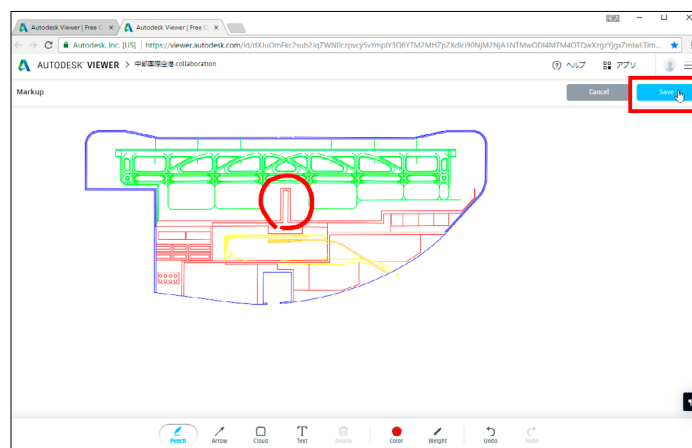 Autodesk Viewer | Free O
Autodesk Viewer | Free O
Autodesk, Inc. [US] | https://viewer.autodesk.com/id/
AUTODESK® VIEWER > 中部国際空港.collaboration
ヘルプ アプリ
Markup Cancel Save
Pencil Arrow Cloud Text Delete Color Weight Undo Redo